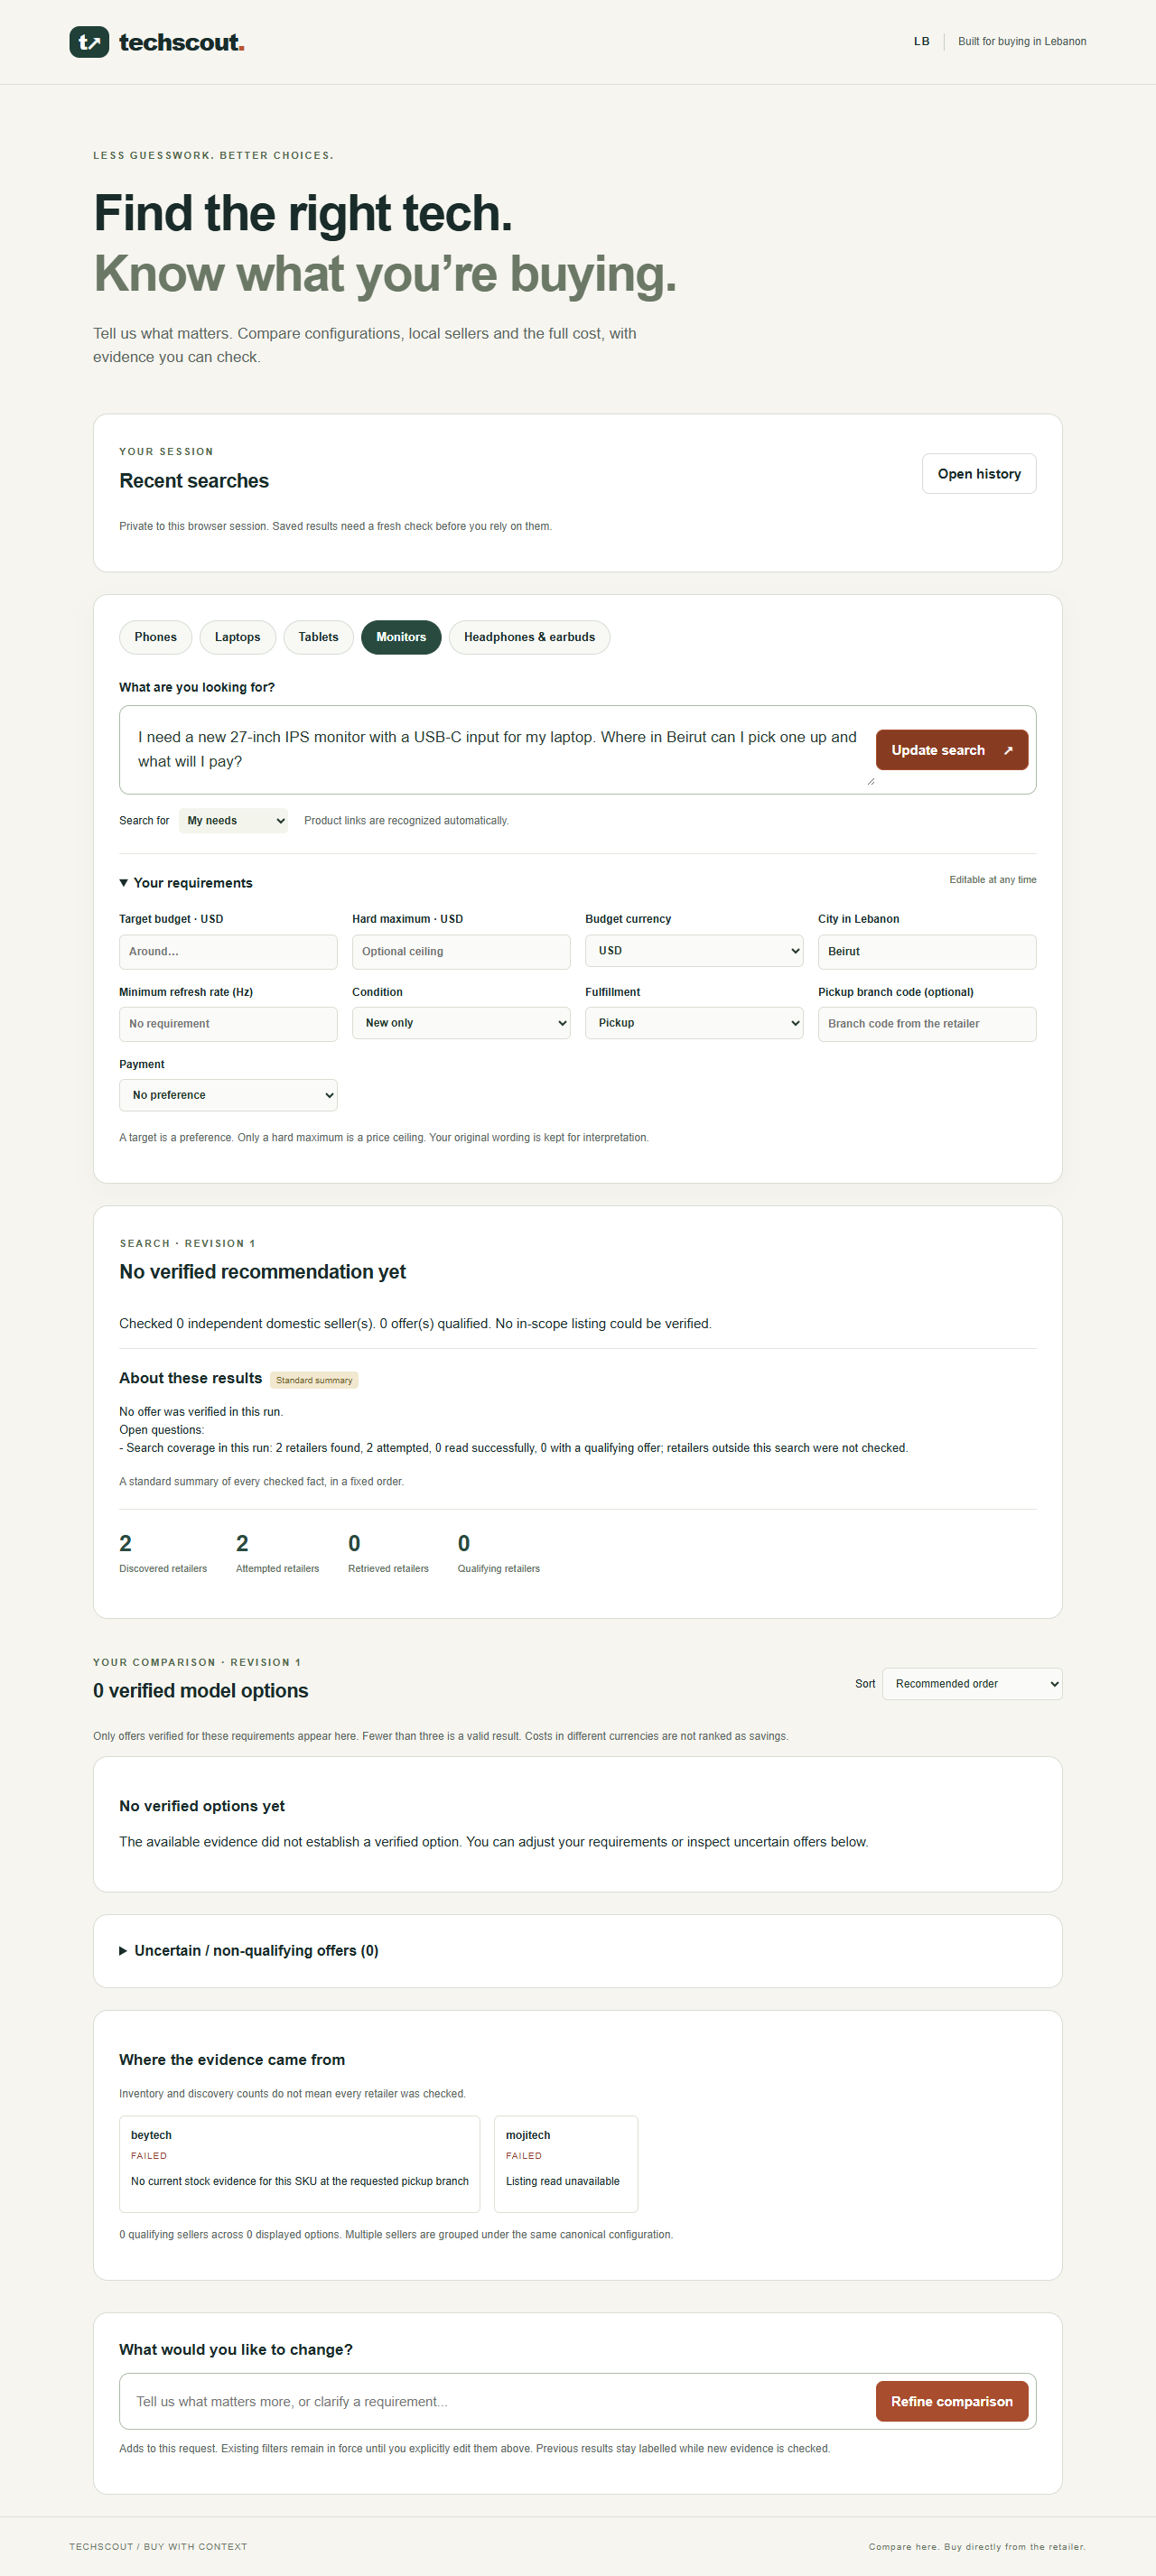 t↗ techscout.
LB
Built for buying in Lebanon
LESS GUESSWORK. BETTER CHOICES.
Find the right tech.
Know what you’re buying.
Tell us what matters. Compare configurations, local sellers and the full cost, with
evidence you can check.
YOUR SESSION
Recent searches
Open history
Private to this browser session. Saved results need a fresh check before you rely on them.
Phones
Laptops
Tablets
Monitors
Headphones & earbuds
What are you looking for?
I need a new 27-inch IPS monitor with a USB-C input for my laptop. Where in Beirut can I pick one up and
what will I pay?
Update search ↗
Search for
My needs
Product links are recognized automatically.
▼ Your requirements
Editable at any time
Target budget · USD
Hard maximum · USD
Budget currency
City in Lebanon
Around...
Optional ceiling
USD
Beirut
Minimum refresh rate (Hz)
Condition
Fulfillment
Pickup branch code (optional)
No requirement
New only
Pickup
Branch code from the retailer
Payment
No preference
A target is a preference. Only a hard maximum is a price ceiling. Your original wording is kept for interpretation.
SEARCH · REVISION 1
No verified recommendation yet
Checked 0 independent domestic seller(s). 0 offer(s) qualified. No in-scope listing could be verified.
About these results
Standard summary
No offer was verified in this run.
Open questions:
- Search coverage in this run: 2 retailers found, 2 attempted, 0 read successfully, 0 with a qualifying offer; retailers outside this search were not checked.
A standard summary of every checked fact, in a fixed order.
2
2
0
0
Discovered retailers
Attempted retailers
Retrieved retailers
Qualifying retailers
YOUR COMPARISON · REVISION 1
0 verified model options
Sort
Recommended order
Only offers verified for these requirements appear here. Fewer than three is a valid result. Costs in different currencies are not ranked as savings.
No verified options yet
The available evidence did not establish a verified option. You can adjust your requirements or inspect uncertain offers below.
▶ Uncertain / non-qualifying offers (0)
Where the evidence came from
Inventory and discovery counts do not mean every retailer was checked.
beytech
FAILED
No current stock evidence for this SKU at the requested pickup branch
mojitech
FAILED
Listing read unavailable
0 qualifying sellers across 0 displayed options. Multiple sellers are grouped under the same canonical configuration.
What would you like to change?
Tell us what matters more, or clarify a requirement...
Refine comparison
Adds to this request. Existing filters remain in force until you explicitly edit them above. Previous results stay labelled while new evidence is checked.
TECHSCOUT / BUY WITH CONTEXT
Compare here. Buy directly from the retailer.